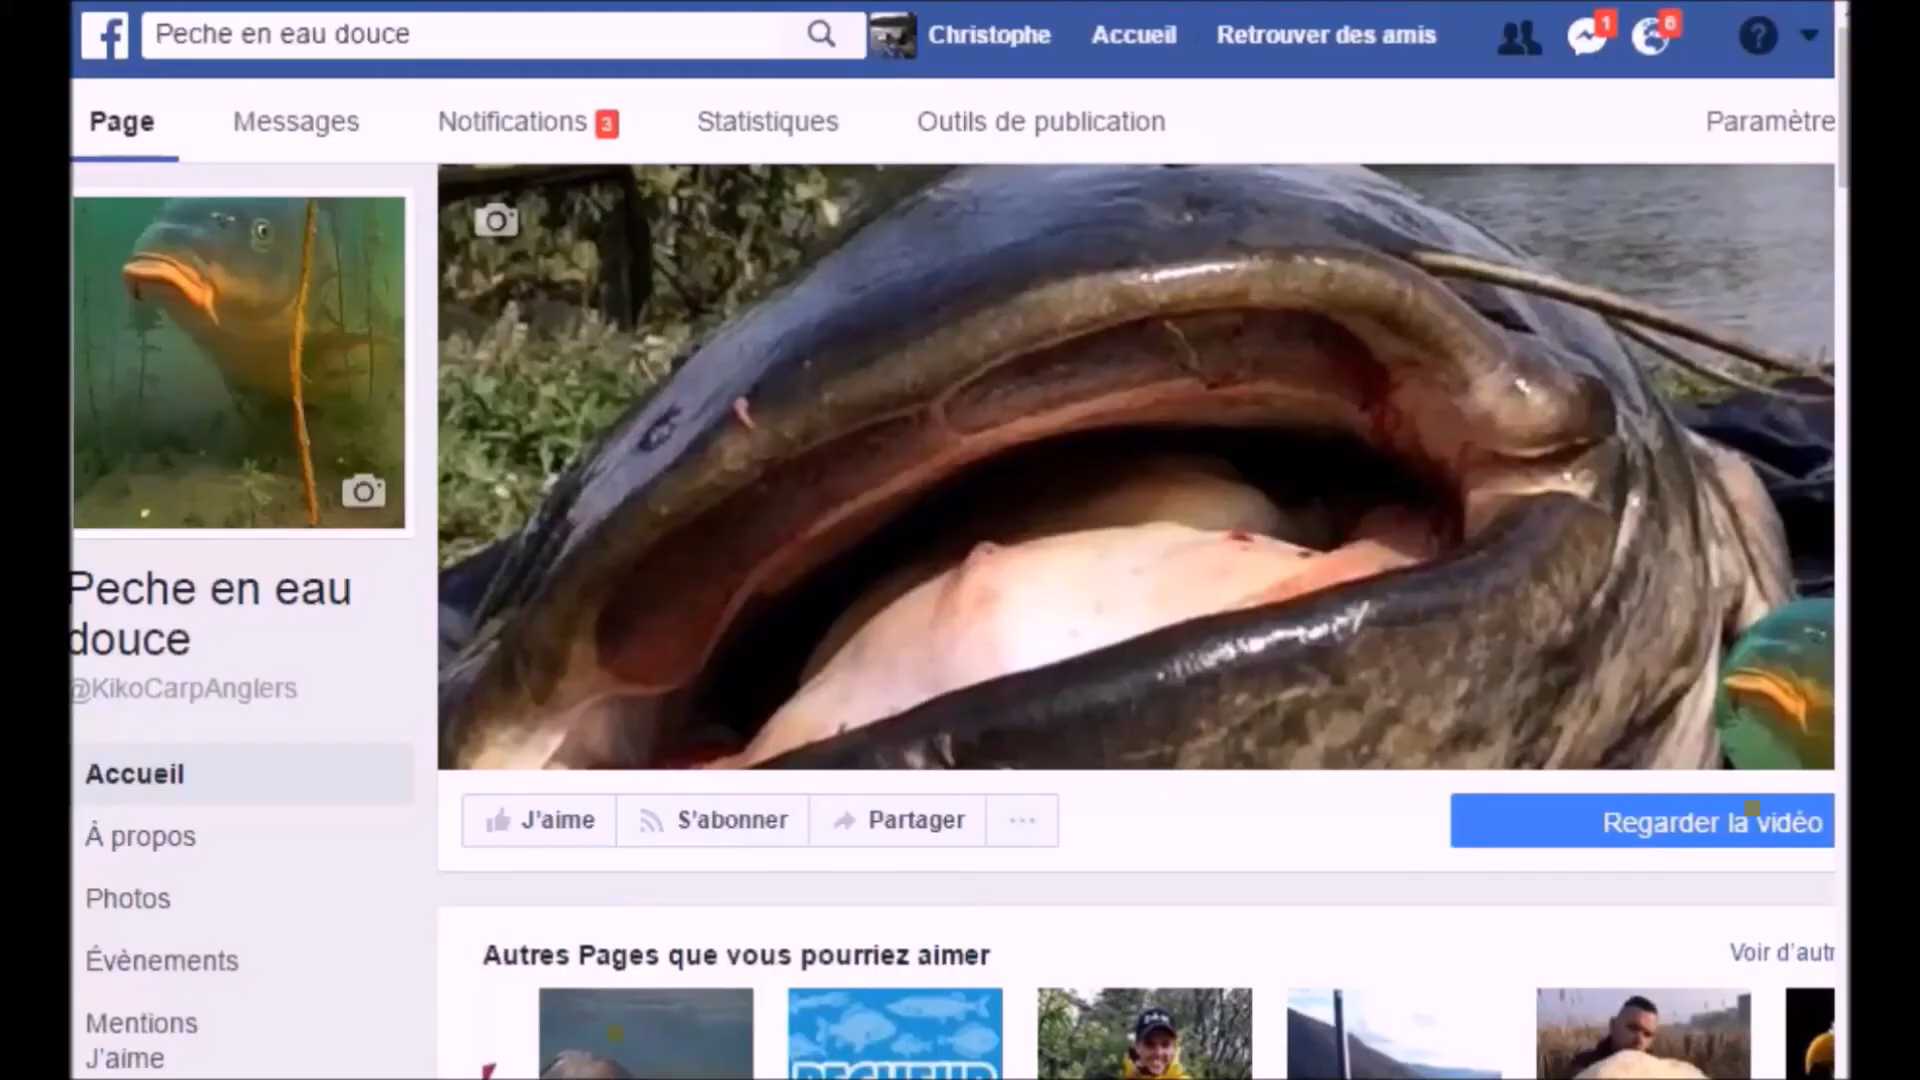 Peche en eau douce
Christophe
Accueil
Retrouver des amis
1
6
?
Page
Messages
Notifications 3
Statistiques
Outils de publication
Paramètre
Peche en eau
douce
@KikoCarpAnglers
Accueil
À propos
Photos
Évènements
Mentions
J'aime
J'aime
S'abonner
Partager
...
Regarder la vidéo
Autres Pages que vous pourriez aimer
Voir d'autr
PECHEUR